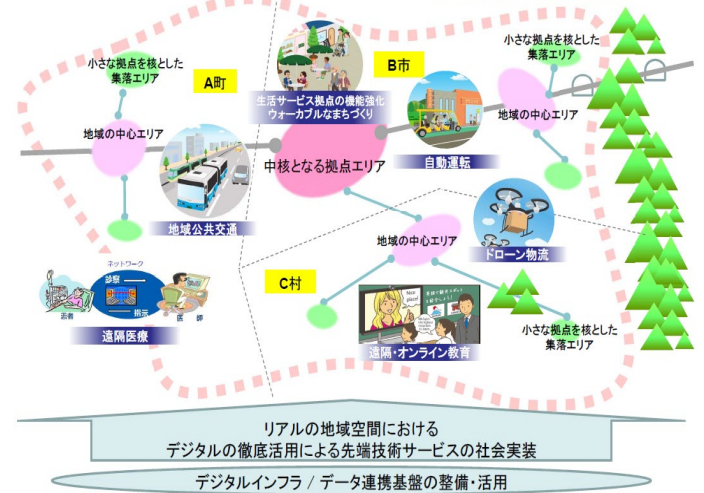 小さな拠点を核とした
集落エリア
A町
B市
小さな拠点を核とした
集落エリア
生活サービス拠点の機能強化
ウォーカブルなまちづくり
地域の中心エリア
地域の中心エリア
中核となる拠点エリア
自動運転
地域公共交通
地域の中心エリア
ドローン物流
ネットワーク
診察
指示
患者
医師
遠隔医療
C村
Nice
place!
遠隔・オンライン教育
小さな拠点を核とした
集落エリア
リアルの地域空間における
デジタルの徹底活用による先端技術サービスの社会実装
デジタルインフラ / データ連携基盤の整備・活用